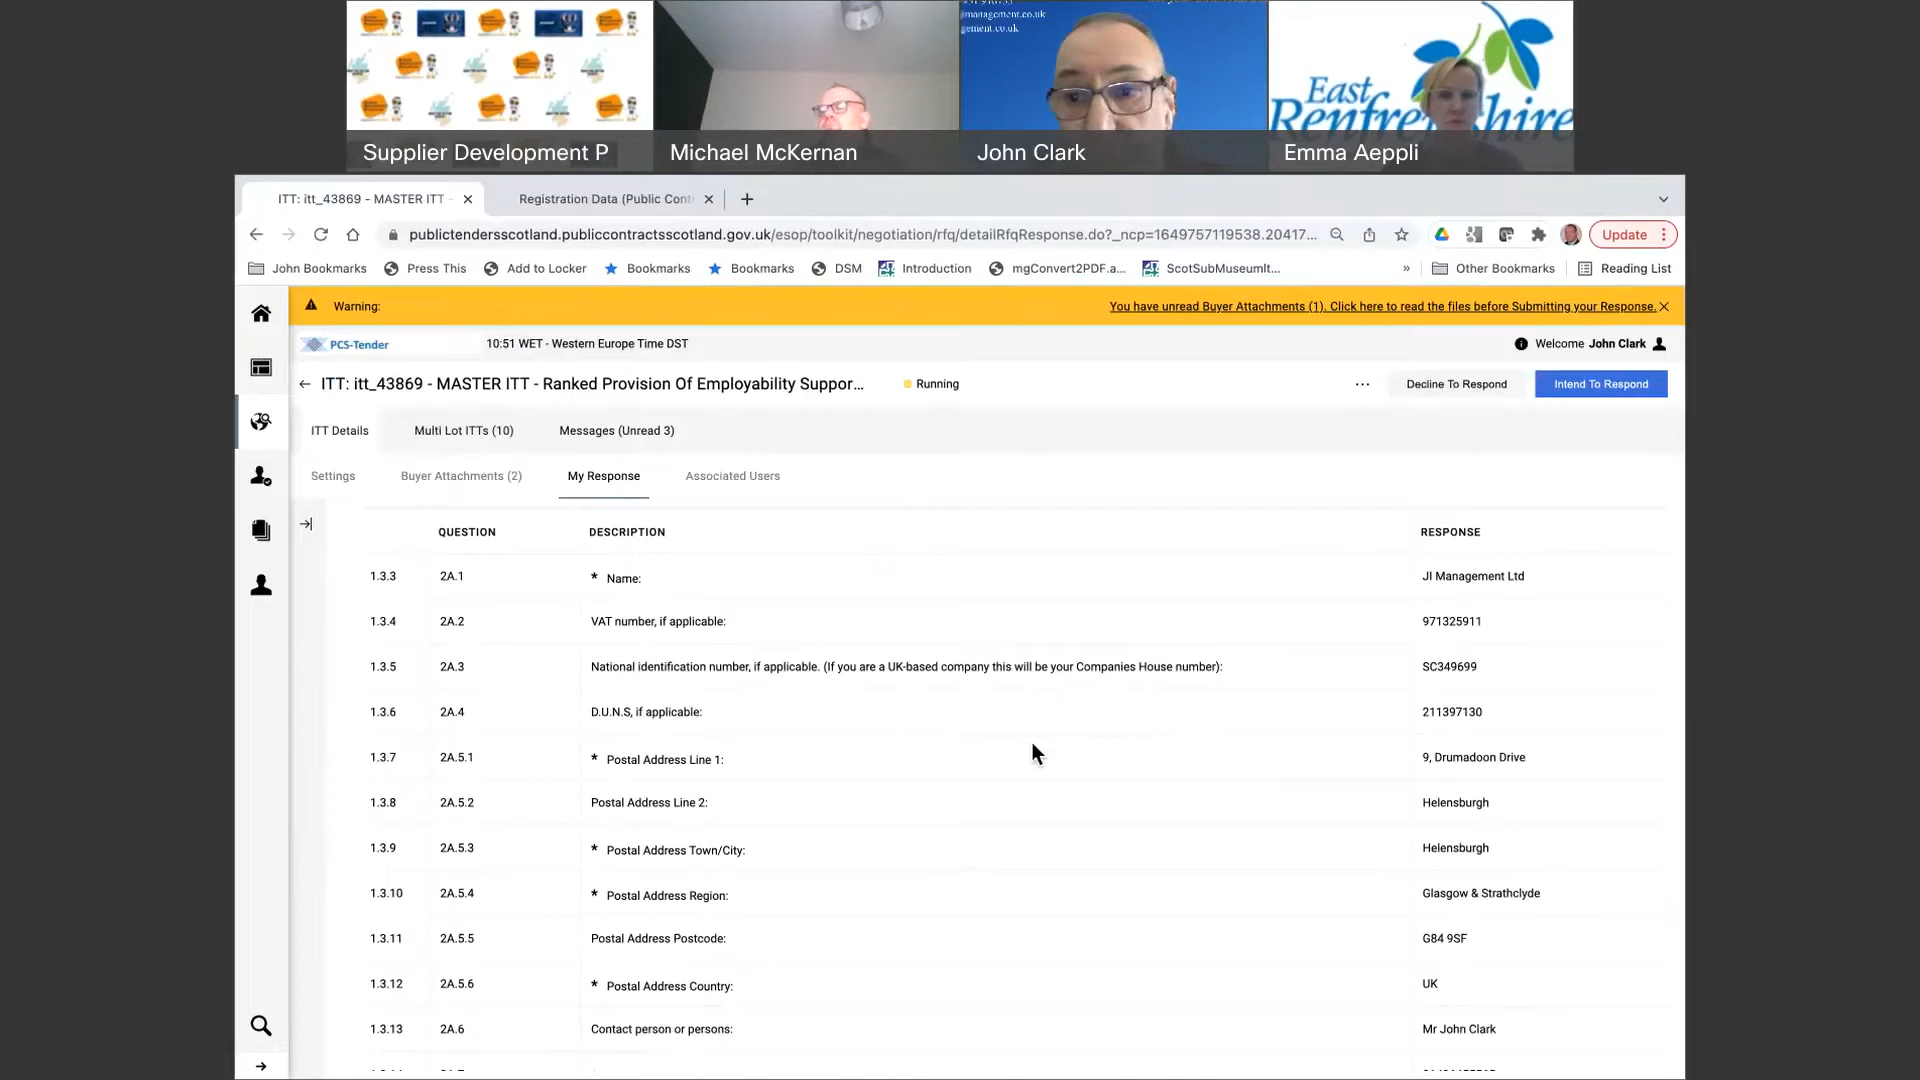 jimanagement.co.uk
gement.co.uk
East
Renfrewshire
Supplier Development P
Michael McKernan
John Clark
Emma Aeppli
ITT: itt_43869 - MASTER ITT -
Registration Data (Public Cont
publictendersscotland.publiccontractsscotland.gov.uk/esop/toolkit/negotiation/rfq/detailRfqResponse.do?_ncp=1649757119538.20417...
Update
John Bookmarks
Press This
Add to Locker
Bookmarks
Bookmarks
DSM
Introduction
mgConvert2PDF.a...
ScotSubMuseumIt...
»
Other Bookmarks
Reading List
Warning:
You have unread Buyer Attachments (1). Click here to read the files before Submitting your Response.
PCS-Tender
10:51 WET - Western Europe Time DST
Welcome John Clark
ITT: itt_43869 - MASTER ITT - Ranked Provision Of Employability Suppor...
Running
Decline To Respond
Intend To Respond
ITT Details
Multi Lot ITTs (10)
Messages (Unread 3)
Settings
Buyer Attachments (2)
My Response
Associated Users
QUESTION DESCRIPTION RESPONSE
1.3.3 2A.1 * Name: JI Management Ltd
1.3.4 2A.2 VAT number, if applicable: 971325911
1.3.5 2A.3 National identification number, if applicable. (If you are a UK-based company this will be your Companies House number): SC349699
1.3.6 2A.4 D.U.N.S, if applicable: 211397130
1.3.7 2A.5.1 * Postal Address Line 1: 9, Drumadoon Drive
1.3.8 2A.5.2 Postal Address Line 2: Helensburgh
1.3.9 2A.5.3 * Postal Address Town/City: Helensburgh
1.3.10 2A.5.4 * Postal Address Region: Glasgow & Strathclyde
1.3.11 2A.5.5 Postal Address Postcode: G84 9SF
1.3.12 2A.5.6 * Postal Address Country: UK
1.3.13 2A.6 Contact person or persons: Mr John Clark